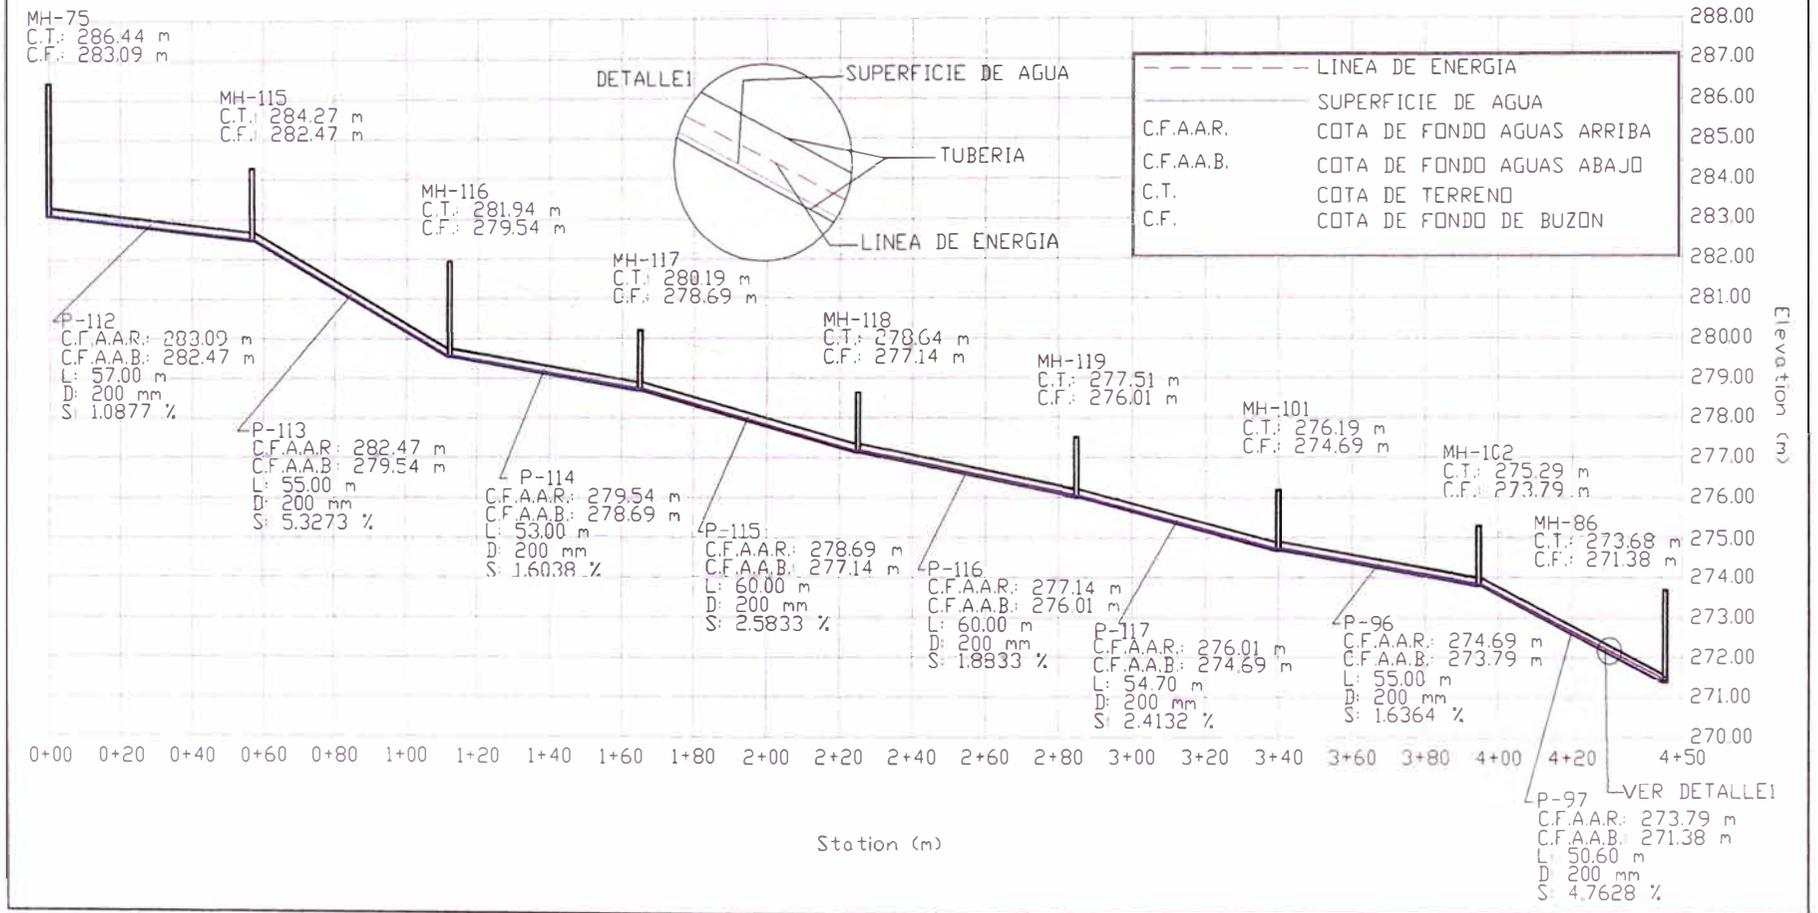 MH-75
C.T.: 286.44 m
C.F.: 283.09 m
MH-115
C.T.: 284.27 m
C.F.: 282.47 m
MH-116
C.T.: 281.94 m
C.F.: 279.54 m
MH-117
C.T.: 280.19 m
C.F.: 278.69 m
MH-118
C.T.: 278.64 m
C.F.: 277.14 m
MH-119
C.T.: 277.51 m
C.F.: 276.01 m
MH-101
C.T.: 276.19 m
C.F.: 274.69 m
MH-102
C.T.: 275.29 m
C.F.: 273.79 m
MH-86
C.T.: 273.68 m
C.F.: 271.38 m
DETALLE1
SUPERFICIE DE AGUA
TUBERIA
LINEA DE ENERGIA
LINEA DE ENERGIA
SUPERFICIE DE AGUA
C.F.A.A.R. COTA DE FONDO AGUAS ARRIBA
C.F.A.A.B. COTA DE FONDO AGUAS ABAJO
C.T. COTA DE TERRENO
C.F. COTA DE FONDO DE BUZON
P-112
C.F.A.A.R.: 283.09 m
C.F.A.A.B.: 282.47 m
L: 57.00 m
D: 200 mm
S: 1.0877 %
P-113
C.F.A.A.R: 282.47 m
C.F.A.A.B: 279.54 m
L: 55.00 m
D: 200 mm
S: 5.3273 %
P-114
C.F.A.A.R.: 279.54 m
C.F.A.A.B.: 278.69 m
L: 53.00 m
D: 200 mm
S: 1.6038 %
P-115
C.F.A.A.R.: 278.69 m
C.F.A.A.B.: 277.14 m
L: 60.00 m
D: 200 mm
S: 2.5833 %
P-116
C.F.A.A.R.: 277.14 m
C.F.A.A.B.: 276.01 m
L: 60.00 m
D: 200 mm
S: 1.8833 %
P-117
C.F.A.A.R.: 276.01 m
C.F.A.A.B.: 274.69 m
L: 54.70 m
D: 200 mm
S: 2.4132 %
P-96
C.F.A.A.R.: 274.69 m
C.F.A.A.B.: 273.79 m
L: 55.00 m
D: 200 mm
S: 1.6364 %
P-97
C.F.A.A.R.: 273.79 m
C.F.A.A.B.: 271.38 m
L: 50.60 m
D: 200 mm
S: 4.7628 %
VER DETALLE1
288.00
287.00
286.00
285.00
284.00
283.00
282.00
281.00
280.00
279.00
278.00
277.00
276.00
275.00
274.00
273.00
272.00
271.00
270.00
Elevation (m)
0+00 0+20 0+40 0+60 0+80 1+00 1+20 1+40 1+60 1+80 2+00 2+20 2+40 2+60 2+80 3+00 3+20 3+40 3+60 3+80 4+00 4+20 4+50
Station (m)